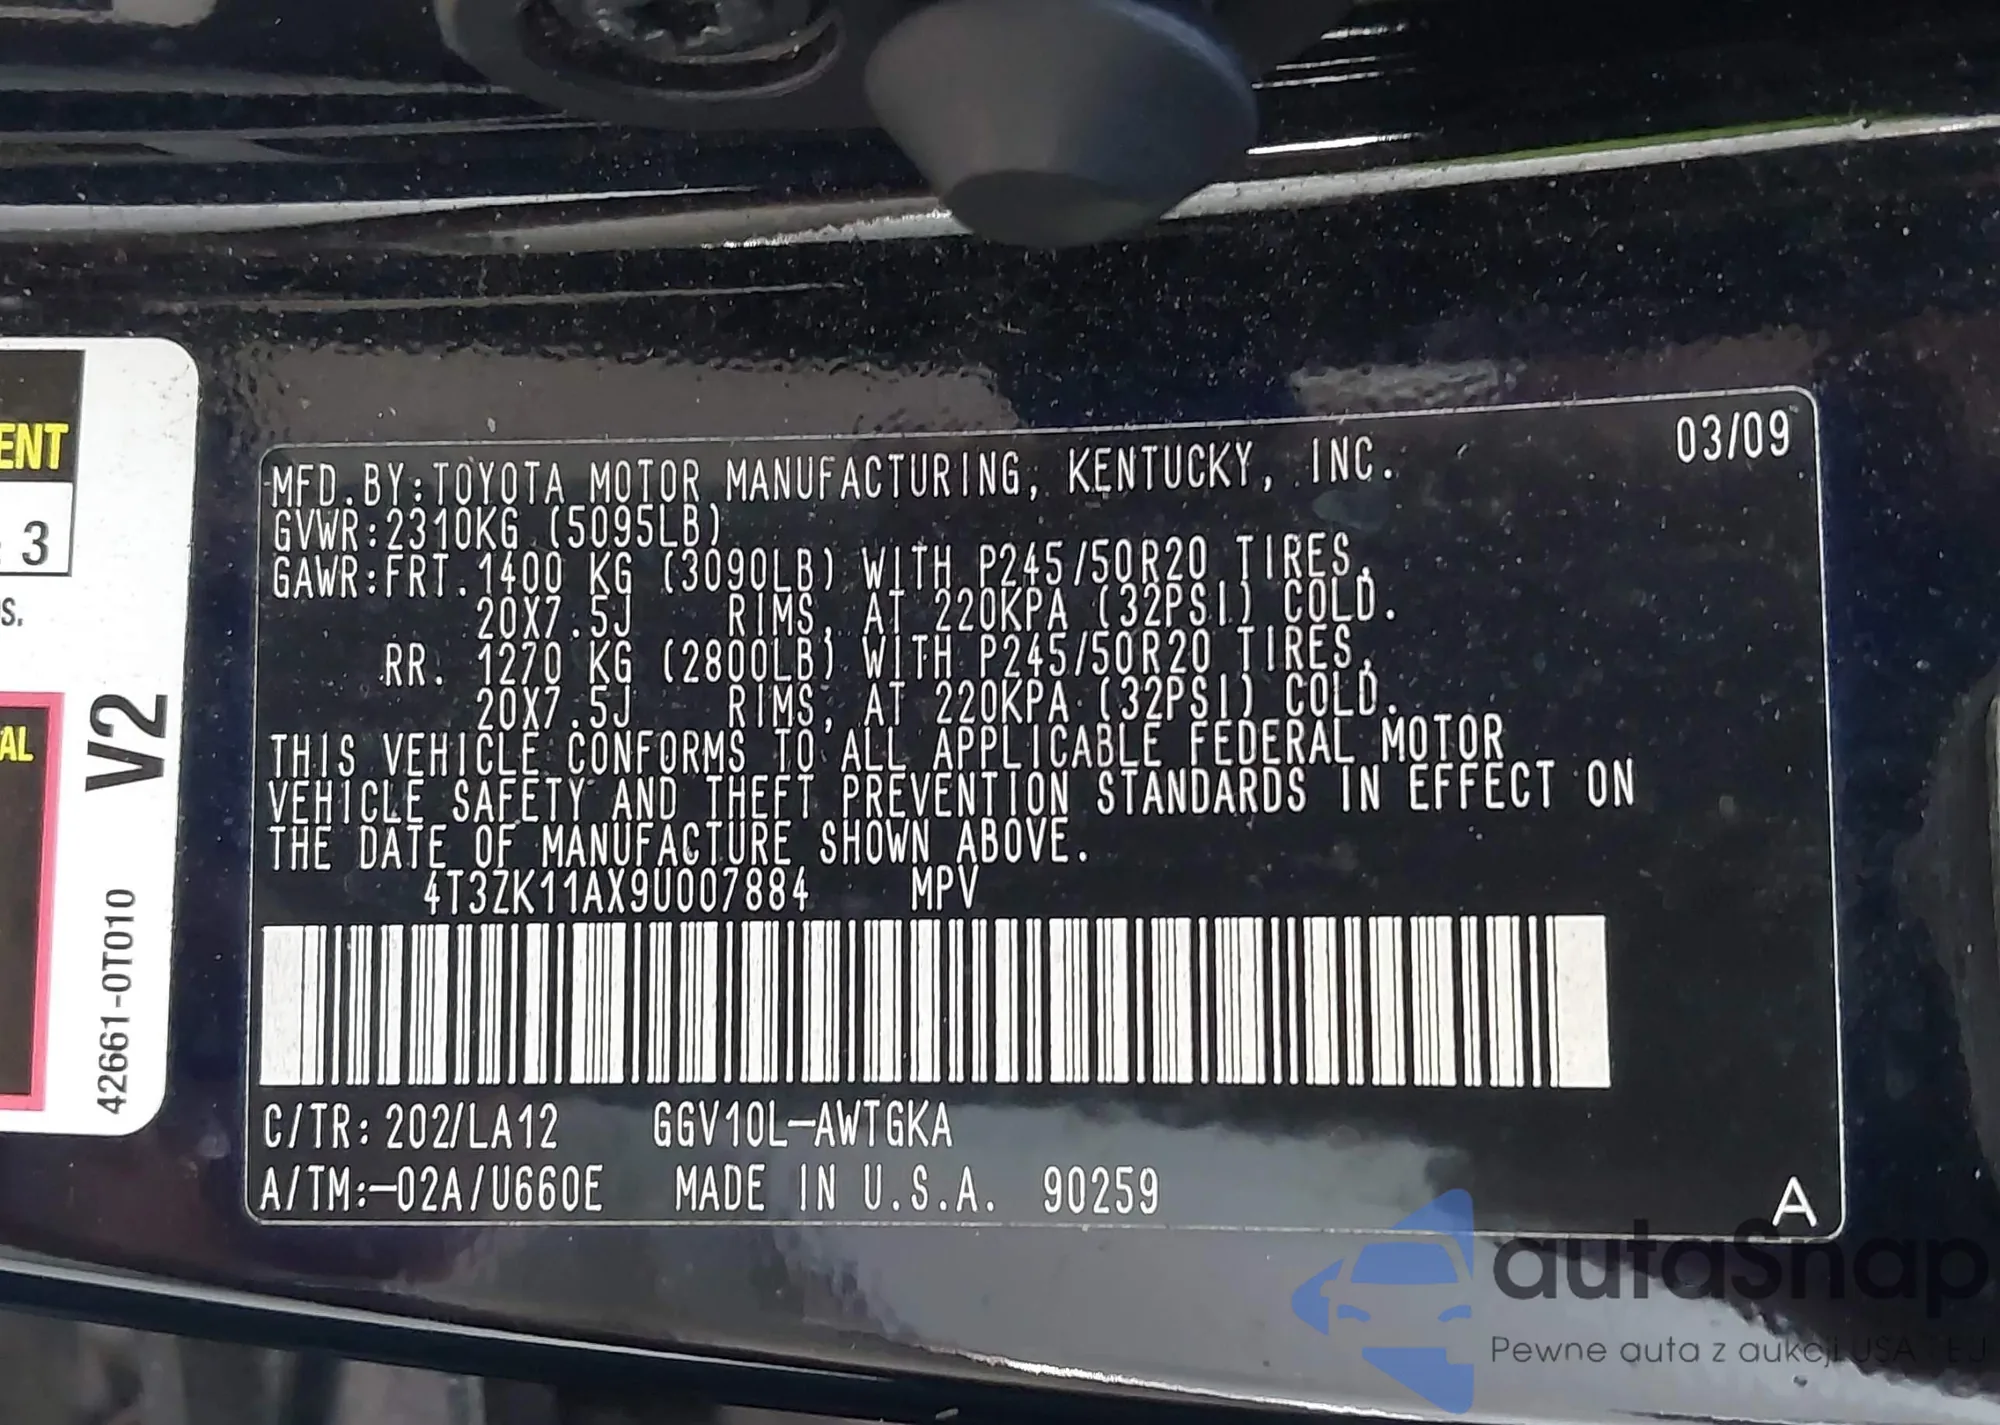 ENT
3
S.
AL
V2
42661-0T010
03/09
MFD.BY:TOYOTA MOTOR MANUFACTURING, KENTUCKY, INC.
GVWR:2310KG (5095LB)
GAWR:FRT. 1400 KG (3090LB) WITH P245/50R20 TIRES,
20X7.5J RIMS, AT 220KPA (32PSI) COLD.
RR. 1270 KG (2800LB) WITH P245/50R20 TIRES,
20X7.5J RIMS, AT 220KPA (32PSI) COLD.
THIS VEHICLE CONFORMS TO ALL APPLICABLE FEDERAL MOTOR
VEHICLE SAFETY AND THEFT PREVENTION STANDARDS IN EFFECT ON
THE DATE OF MANUFACTURE SHOWN ABOVE.
4T3ZK11AX9U007884 MPV
C/TR: 202/LA12 GGV10L-AWTGKA
A/TM:-02A/U660E MADE IN U.S.A. 90259
A
autaSnap
Pewne auta z aukcji USA EJ